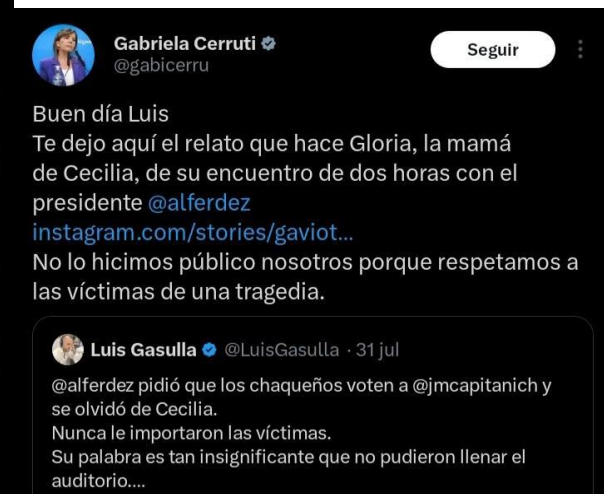 Gabriela Cerruti
@gabicerru
Seguir
Buen día Luis
Te dejo aquí el relato que hace Gloria, la mamá
de Cecilia, de su encuentro de dos horas con el
presidente @alferdez
instagram.com/stories/gaviot...
No lo hicimos público nosotros porque respetamos a
las víctimas de una tragedia.
Luis Gasulla @LuisGasulla · 31 jul
@alferdez pidió que los chaqueños voten a @jmcapitanich y
se olvidó de Cecilia.
Nunca le importaron las víctimas.
Su palabra es tan insignificante que no pudieron llenar el
auditorio....